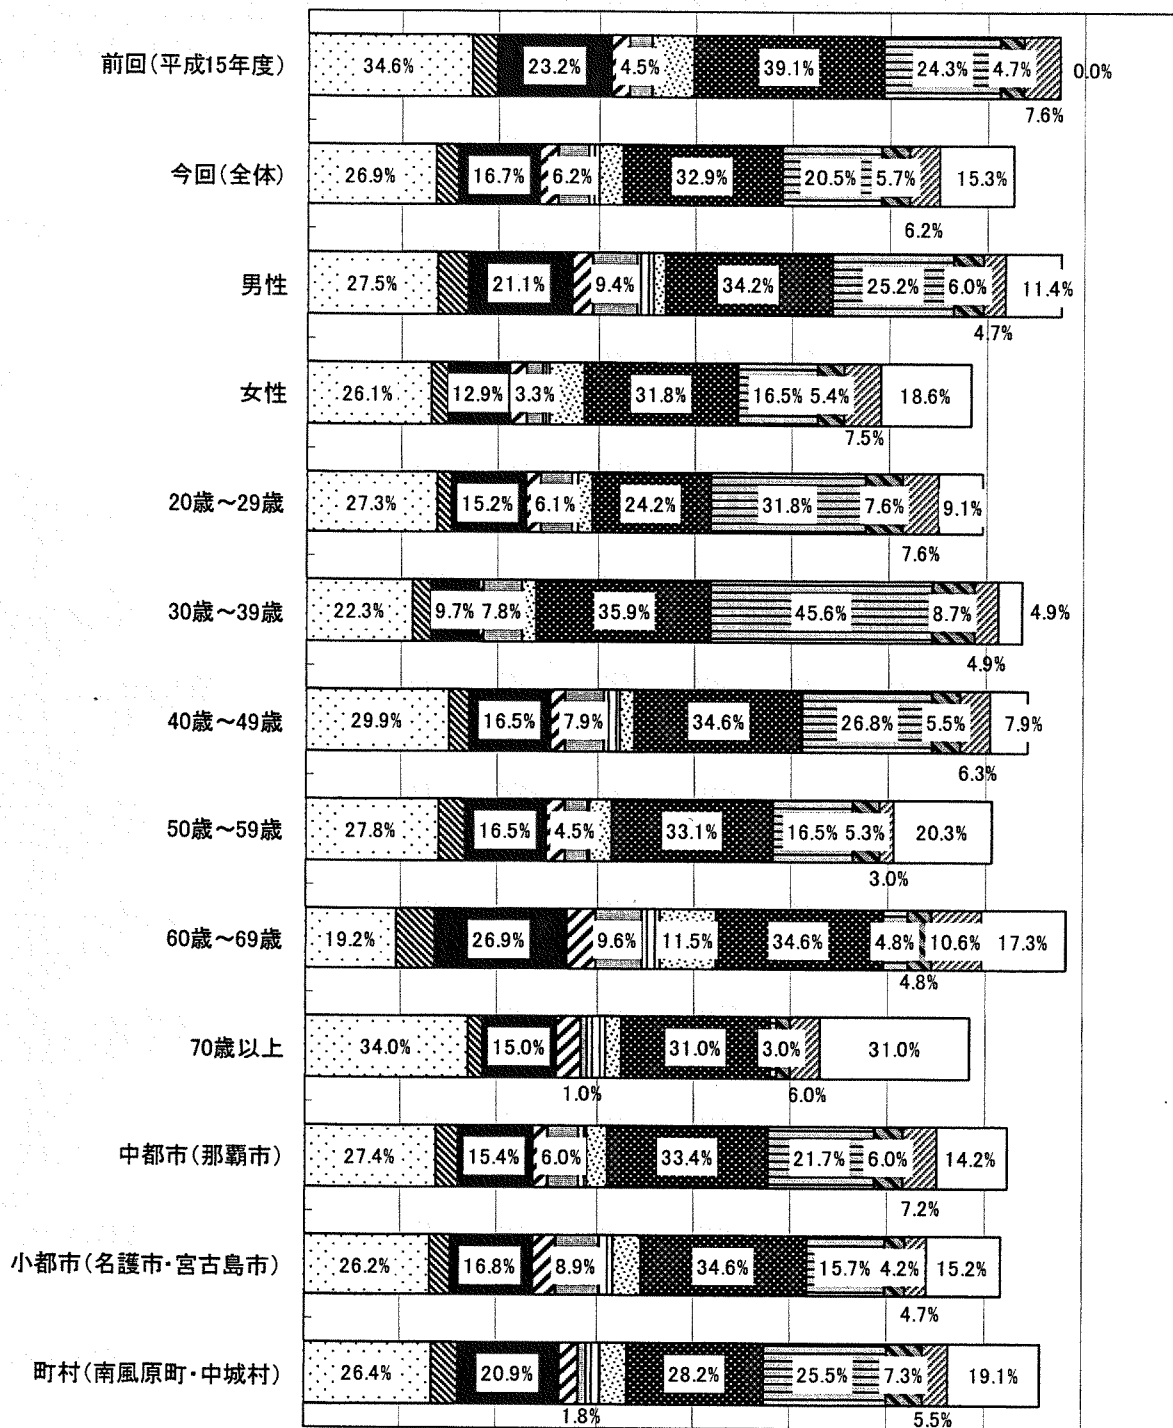 前回(平成15年度) 34.6% 23.2% 4.5% 39.1% 24.3% 4.7% 0.0%
7.6%
今回(全体) 26.9% 16.7% 6.2% 32.9% 20.5% 5.7% 15.3%
6.2%
男性 27.5% 21.1% 9.4% 34.2% 25.2% 6.0% 11.4%
4.7%
女性 26.1% 12.9% 3.3% 31.8% 16.5% 5.4% 18.6%
7.5%
20歳~29歳 27.3% 15.2% 6.1% 24.2% 31.8% 7.6% 9.1%
7.6%
30歳~39歳 22.3% 9.7% 7.8% 35.9% 45.6% 8.7% 4.9%
4.9%
40歳~49歳 29.9% 16.5% 7.9% 34.6% 26.8% 5.5% 7.9%
6.3%
50歳~59歳 27.8% 16.5% 4.5% 33.1% 16.5% 5.3% 20.3%
3.0%
60歳~69歳 19.2% 26.9% 9.6% 11.5% 34.6% 4.8% 10.6% 17.3%
4.8%
70歳以上 34.0% 15.0% 31.0% 3.0% 31.0%
1.0% 6.0%
中都市(那覇市) 27.4% 15.4% 6.0% 33.4% 21.7% 6.0% 14.2%
7.2%
小都市(名護市・宮古島市) 26.2% 16.8% 8.9% 34.6% 15.7% 4.2% 15.2%
4.7%
町村(南風原町・中城村) 26.4% 20.9% 28.2% 25.5% 7.3% 19.1%
1.8% 5.5%